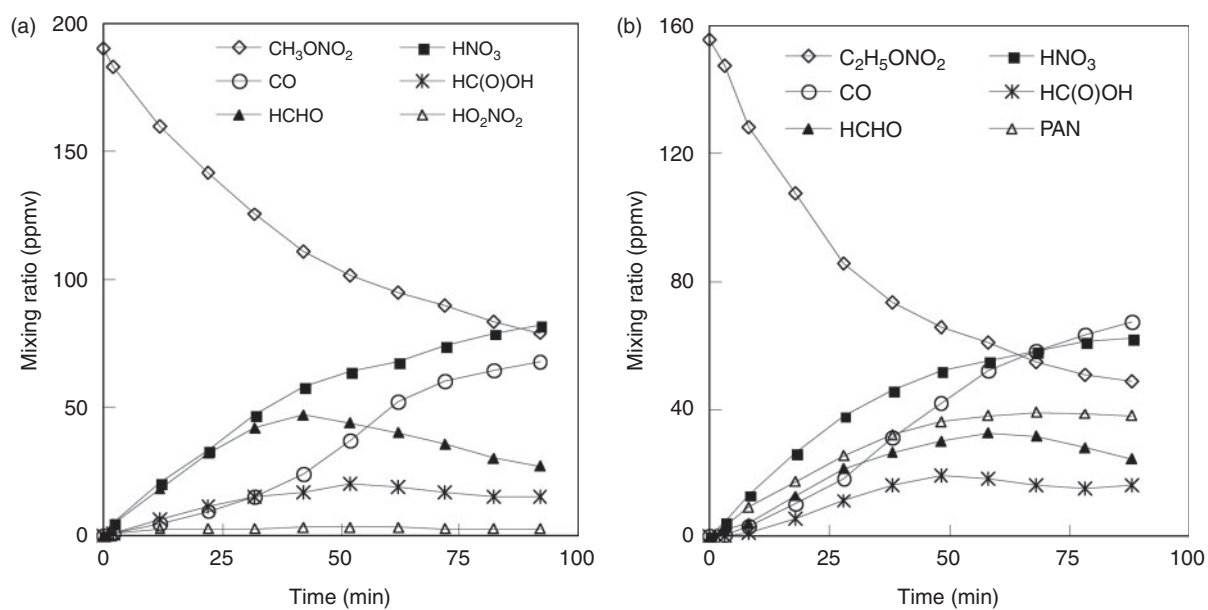 (a)
200
150
100
50
0
Mixing ratio (ppmv)
CH₃ONO₂
CO
HCHO
HNO₃
HC(O)OH
HO₂NO₂
0 25 50 75 100
Time (min)
(b)
160
120
80
40
0
Mixing ratio (ppmv)
C₂H₅ONO₂
CO
HCHO
HNO₃
HC(O)OH
PAN
0 25 50 75 100
Time (min)